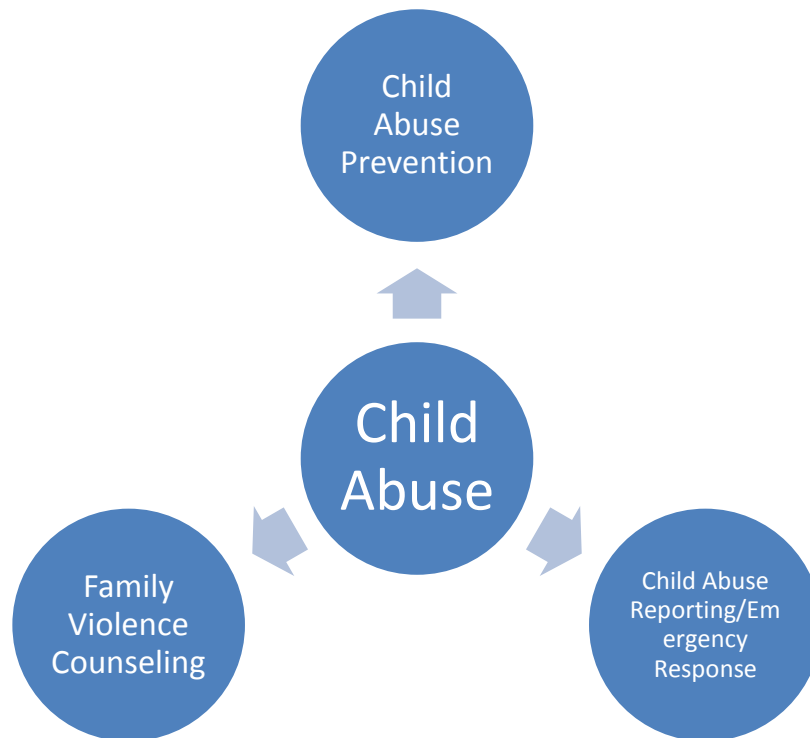 Child
Abuse
Prevention
Child
Abuse
Family
Violence
Counseling
Child Abuse
Reporting/Em
ergency
Response